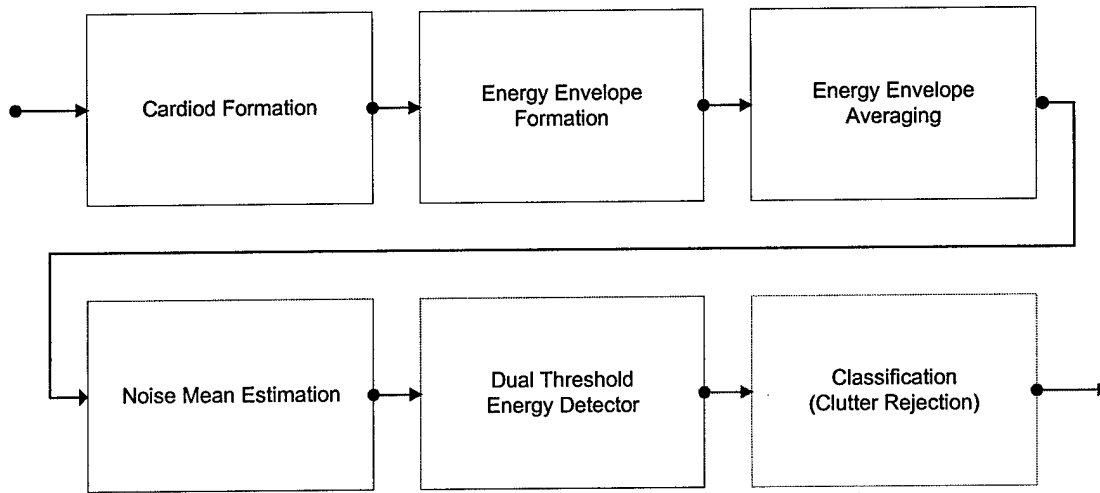 Cardiod Formation
Energy Envelope
Formation
Energy Envelope
Averaging
Noise Mean Estimation
Dual Threshold
Energy Detector
Classification
(Clutter Rejection)